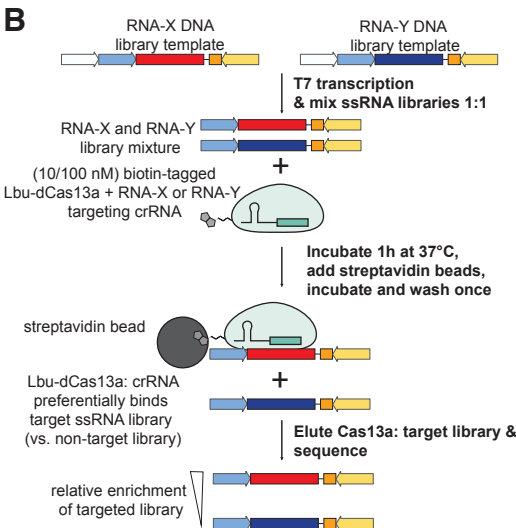 B
RNA-X DNA
library template
RNA-Y DNA
library template
T7 transcription
& mix ssRNA libraries 1:1
RNA-X and RNA-Y
library mixture
+
(10/100 nM) biotin-tagged
Lbu-dCas13a + RNA-X or RNA-Y
targeting crRNA
Incubate 1h at 37°C,
add streptavidin beads,
incubate and wash once
streptavidin bead
Lbu-dCas13a: crRNA
preferentially binds
target ssRNA library
(vs. non-target library)
+
Elute Cas13a: target library &
sequence
relative enrichment
of targeted library